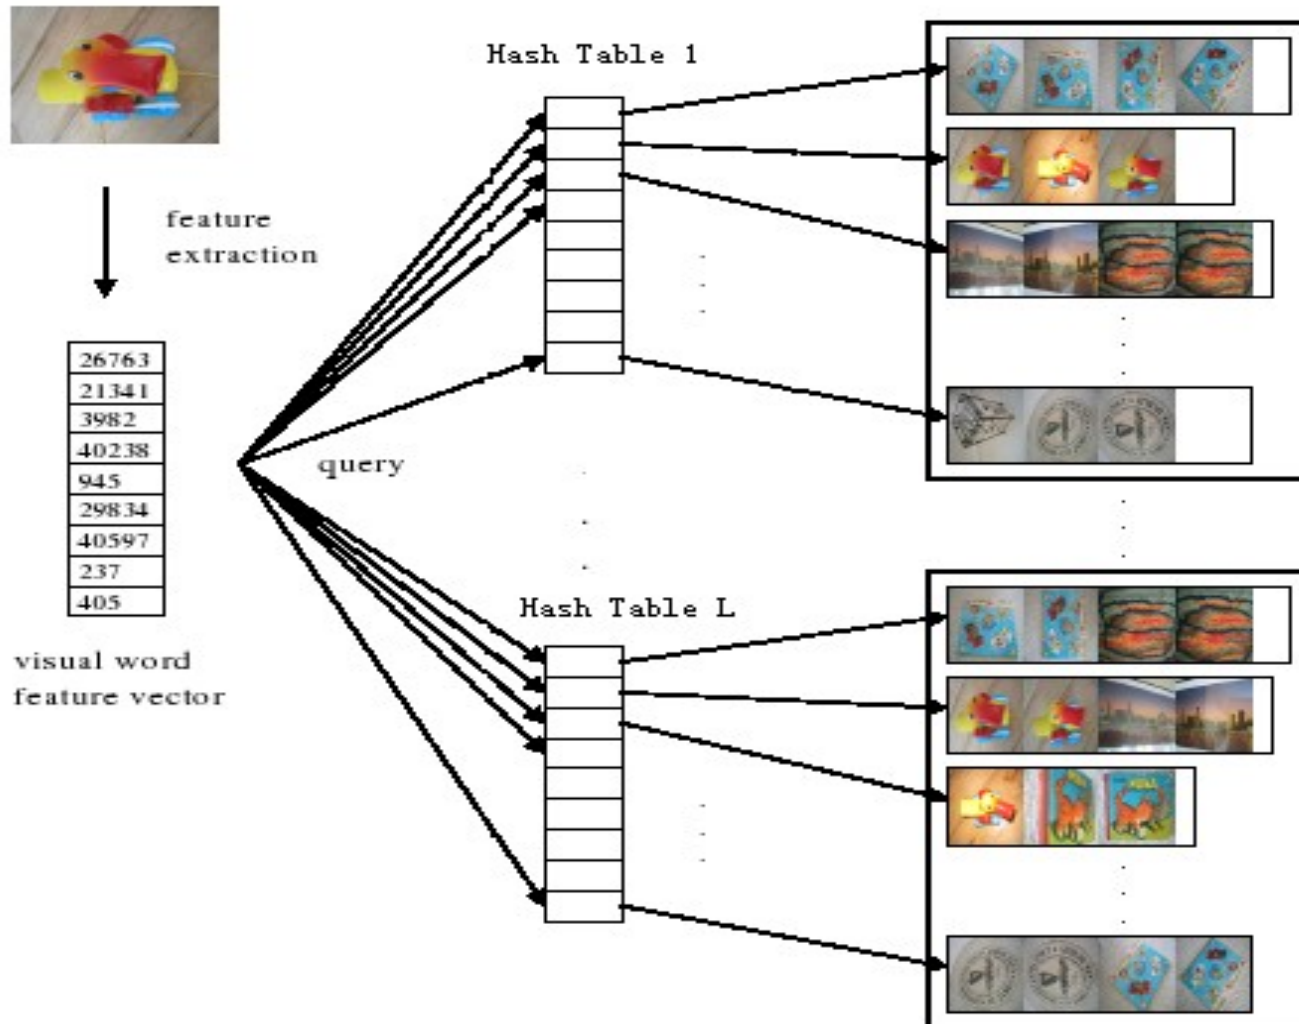 Hash Table 1
feature
extraction
26763
21341
3982
40238
945
29834
40597
237
405
query
Hash Table L
visual word
feature vector